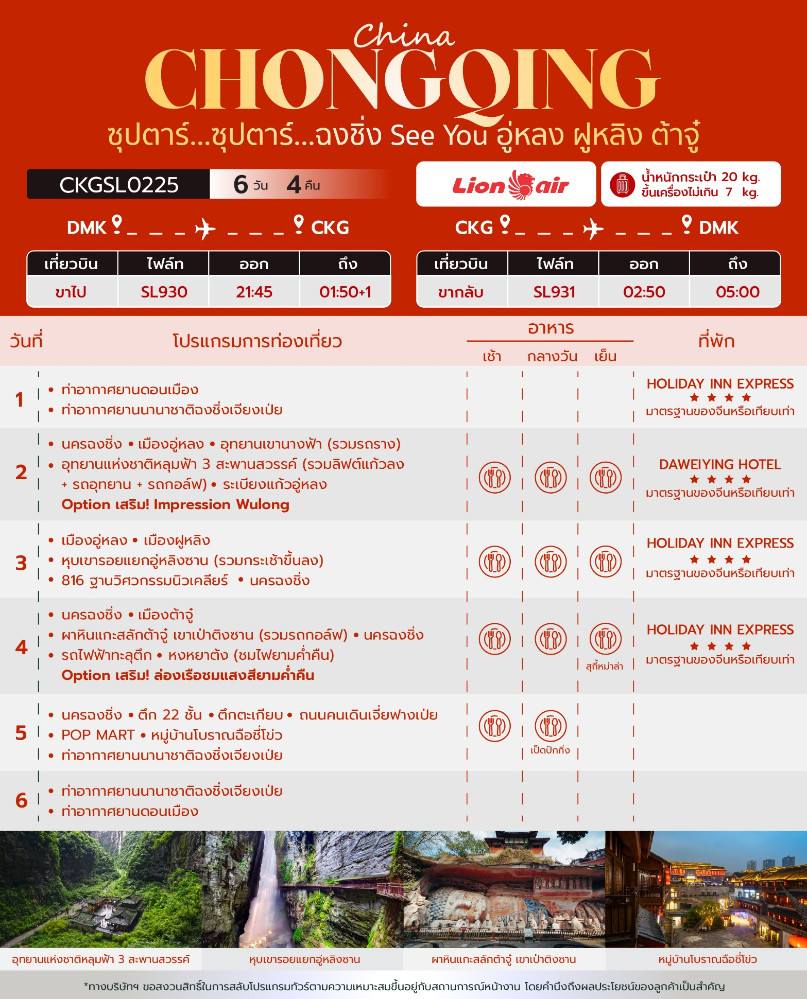 China
CHONGQING
ซุปตาร์...ซุปตาร์...ฉงชิ่ง See You อู่หลง ฝูหลิง ต้าจู๋
CKGSL0225 6 วัน 4 คืน
Lion air
น้ำหนักกระเป๋า 20 kg.
ขึ้นเครื่องไม่เกิน 7 kg.
DMK CKG
เที่ยวบิน ไฟล์ท ออก ถึง
ขาไป SL930 21:45 01:50+1
CKG DMK
เที่ยวบิน ไฟล์ท ออก ถึง
ขากลับ SL931 02:50 05:00
วันที่ โปรแกรมการท่องเที่ยว อาหาร ที่พัก
เช้า กลางวัน เย็น
1
• ท่าอากาศยานดอนเมือง
• ท่าอากาศยานนานาชาติฉงชิ่งเจียงเป่ย
HOLIDAY INN EXPRESS
มาตรฐานของจีนหรือเทียบเท่า
2
• นครฉงชิ่ง • เมืองอู่หลง • อุทยานเขานางฟ้า (รวมรถราง)
• อุทยานแห่งชาติหลุมฟ้า 3 สะพานสวรรค์ (รวมลิฟต์แก้วลง
+ รถอุทยาน + รถกอล์ฟ) • ระเบียงแก้วอู่หลง
Option เสริม! Impression Wulong
DAWEIYING HOTEL
มาตรฐานของจีนหรือเทียบเท่า
3
• เมืองอู่หลง • เมืองฝูหลิง
• หุบเขารอยแยกอู่หลิงซาน (รวมกระเช้าขึ้นลง)
• 816 ฐานวิศวกรรมนิวเคลียร์ • นครฉงชิ่ง
HOLIDAY INN EXPRESS
มาตรฐานของจีนหรือเทียบเท่า
4
• นครฉงชิ่ง • เมืองต้าจู๋
• ผาหินแกะสลักต้าจู๋ เขาเป่าติงซาน (รวมรถกอล์ฟ) • นครฉงชิ่ง
• รถไฟฟ้าทะลุตึก • หงหยาต้ง (ชมไฟยามค่ำคืน)
Option เสริม! ล่องเรือชมแสงสียามค่ำคืน
สุกี้หม่าล่า
HOLIDAY INN EXPRESS
มาตรฐานของจีนหรือเทียบเท่า
5
• นครฉงชิ่ง • ตึก 22 ชั้น • ตึกตะเกียบ • ถนนคนเดินเจี่ยฟางเป่ย
• POP MART • หมู่บ้านโบราณฉือชี่โข่ว
• ท่าอากาศยานนานาชาติฉงชิ่งเจียงเป่ย
เป็ดปักกิ่ง
6
• ท่าอากาศยานนานาชาติฉงชิ่งเจียงเป่ย
• ท่าอากาศยานดอนเมือง
อุทยานแห่งชาติหลุมฟ้า 3 สะพานสวรรค์
หุบเขารอยแยกอู่หลิงซาน
ผาหินแกะสลักต้าจู๋ เขาเป่าติงซาน
หมู่บ้านโบราณฉือชี่โข่ว
*ทางบริษัทฯ ขอสงวนสิทธิ์ในการสลับโปรแกรมทัวร์ตามความเหมาะสมขึ้นอยู่กับสถานการณ์หน้างาน โดยคำนึงถึงผลประโยชน์ของลูกค้าเป็นสำคัญ